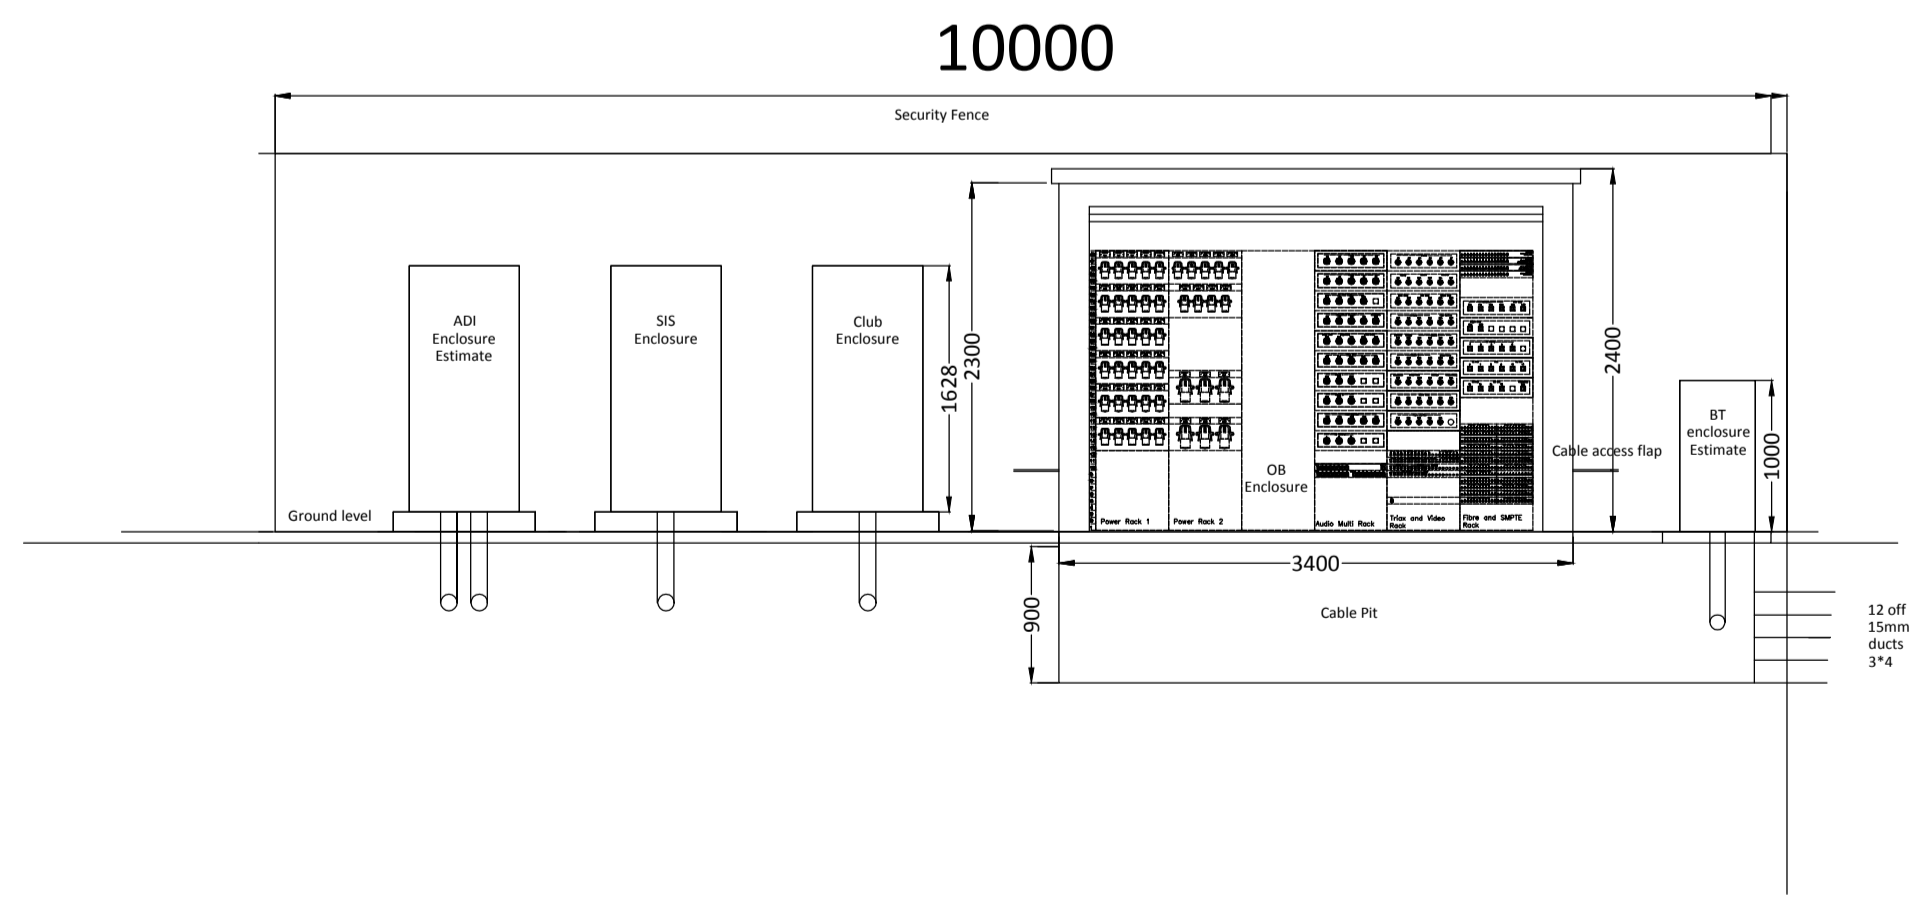 10000
Security Fence
ADI
Enclosure
Estimate
SIS
Enclosure
Club
Enclosure
1628
2300
2400
BT
enclosure
Estimate
1000
Cable access flap
OB
Enclosure
Ground level
Power Rack 1
Power Rack 2
Audio Multi Rack
Triax and Video
Rack
Fibre and SMPTE
Rack
3400
900
Cable Pit
12 off
15mm
ducts
3*4